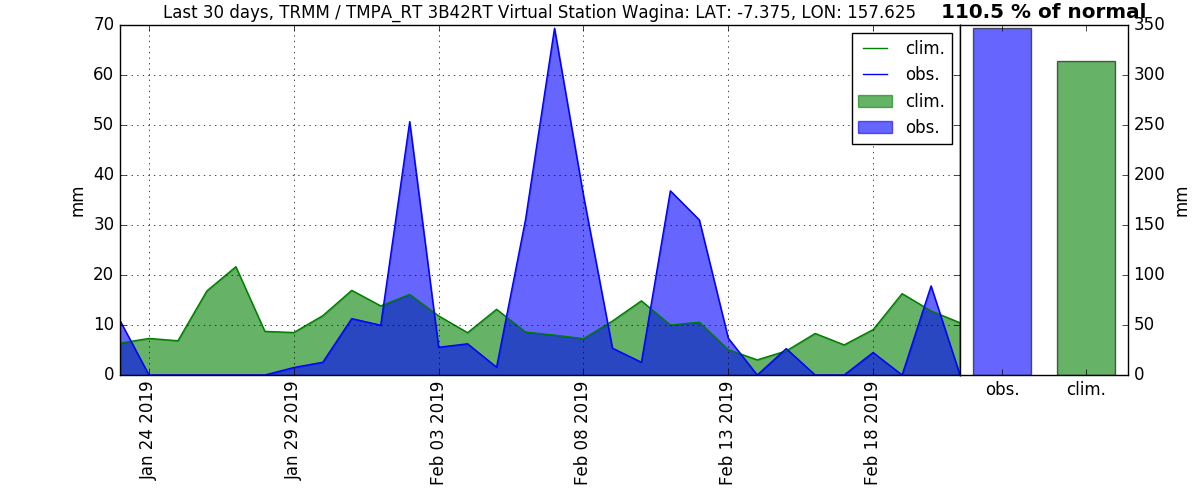 Last 30 days, TRMM / TMPA_RT 3B42RT Virtual Station Wagina: LAT: -7.375, LON: 157.625
110.5 % of normal
70
60
50
40
30
20
10
0
mm
clim.
obs.
clim.
obs.
350
300
250
200
150
100
50
0
mm
Jan 24 2019
Jan 29 2019
Feb 03 2019
Feb 08 2019
Feb 13 2019
Feb 18 2019
obs.
clim.